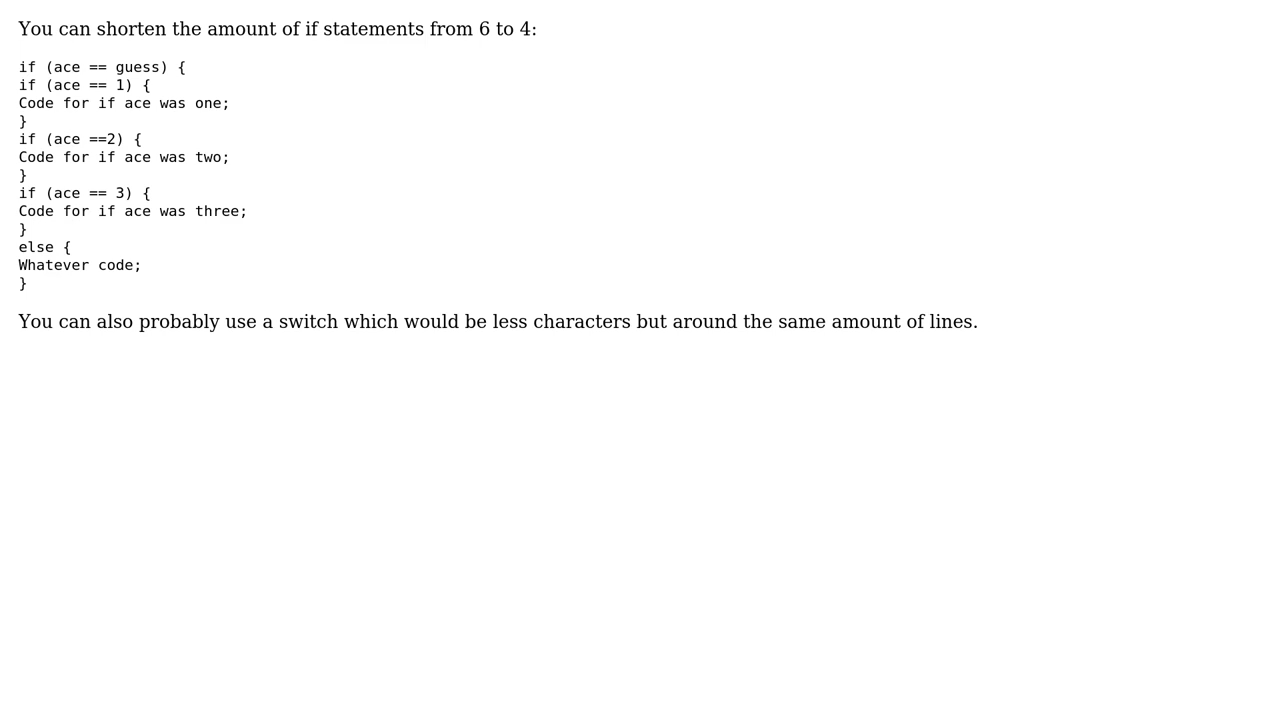 You can shorten the amount of if statements from 6 to 4:
if (ace == guess) {
if (ace == 1) {
Code for if ace was one;
}
if (ace ==2) {
Code for if ace was two;
}
if (ace == 3) {
Code for if ace was three;
}
else {
Whatever code;
}
You can also probably use a switch which would be less characters but around the same amount of lines.